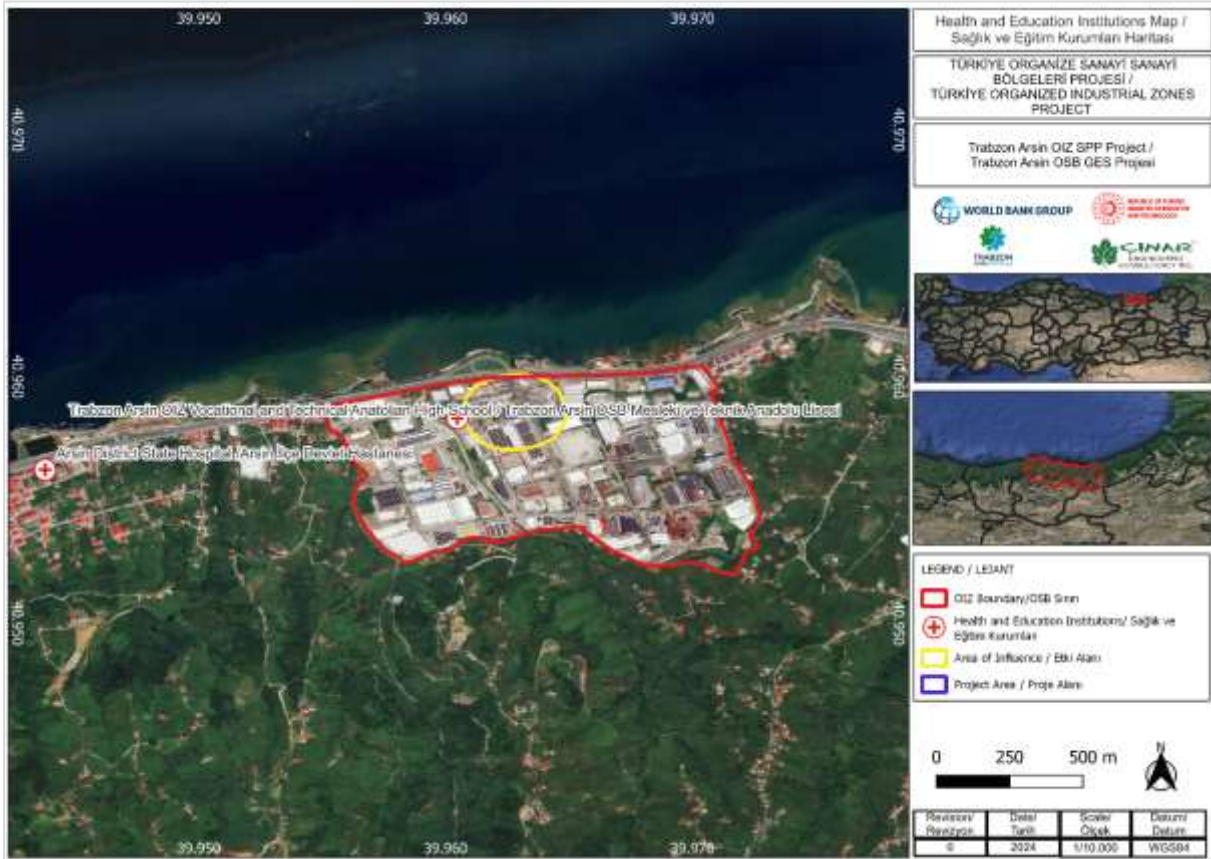 39.950 39.960 39.970
40.970 40.970
40.960 40.960
Trabzon Arsin OIZ Vocational and Technical Anatolian High School / Trabzon Arsin OSB Mesleki ve Teknik Anadolu Lisesi
Arsin District State Hospital /Arsin İlçe Devlet Hastanesi
40.950 40.950
39.950 39.960 39.970
Health and Education Institutions Map /
Sağlık ve Eğitim Kurumları Haritası
TÜRKİYE ORGANİZE SANAYİ SANAYİ
BÖLGELERİ PROJESİ /
TÜRKİYE ORGANIZED INDUSTRIAL ZONES
PROJECT
Trabzon Arsin OIZ SPP Project /
Trabzon Arsin OSB GES Projesi
WORLD BANK GROUP
TRABZON
ÇINAR
LEGEND / LEJANT
OIZ Boundary/OSB Sınırı
Health and Education Institutions/ Sağlık ve
Eğitim Kurumları
Area of Influence / Etki Alanı
Project Area / Proje Alanı
0 250 500 m
N
Revision/ Date/ Scale/ Datum/
Revizyon Tarih Ölçek Datum
0 2024 1/10.000 WGS84